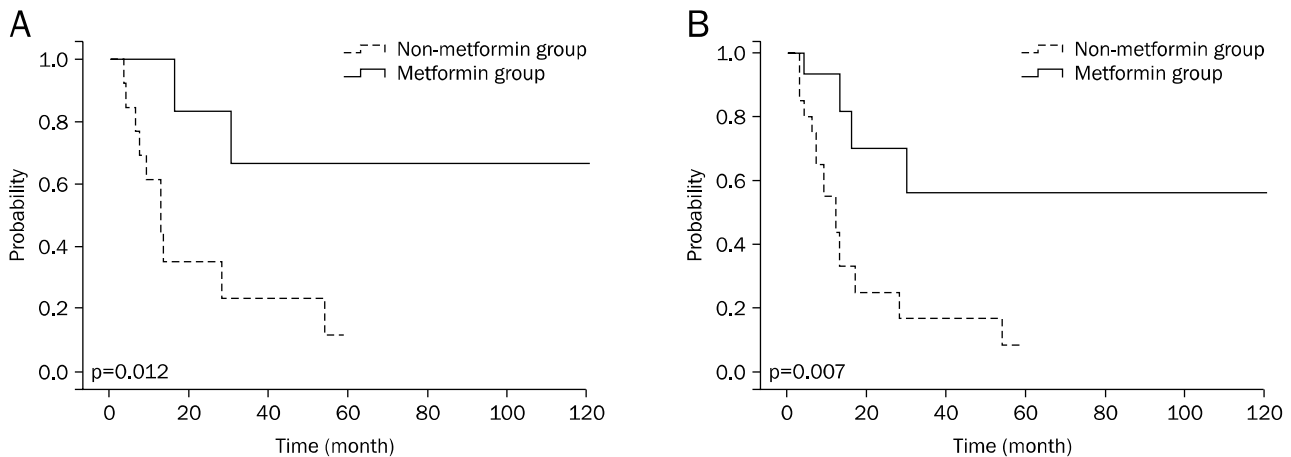 A
Non-metformin group
Metformin group
1.0
0.8
0.6
0.4
0.2
0.0
Probability
p=0.012
0 20 40 60 80 100 120
Time (month)
B
Non-metformin group
Metformin group
1.0
0.8
0.6
0.4
0.2
0.0
Probability
p=0.007
0 20 40 60 80 100 120
Time (month)